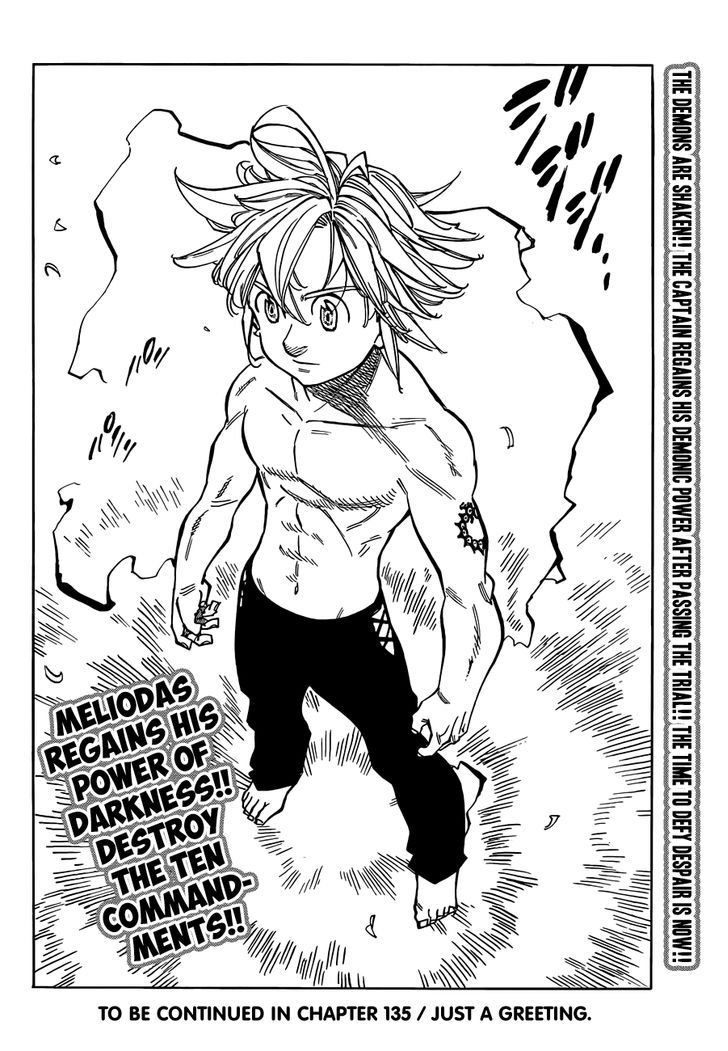 THE DEMONS ARE SHAKEN!! THE CAPTAIN REGAINS HIS DEMONIC POWER AFTER PASSING THE TRIAL!! THE TIME TO DEFY DESPAIR IS NOW!!
MELIODAS
REGAINS HIS
POWER OF
DARKNESS!!
DESTROY
THE TEN
COMMAND-
MENTS!!
TO BE CONTINUED IN CHAPTER 135 / JUST A GREETING.